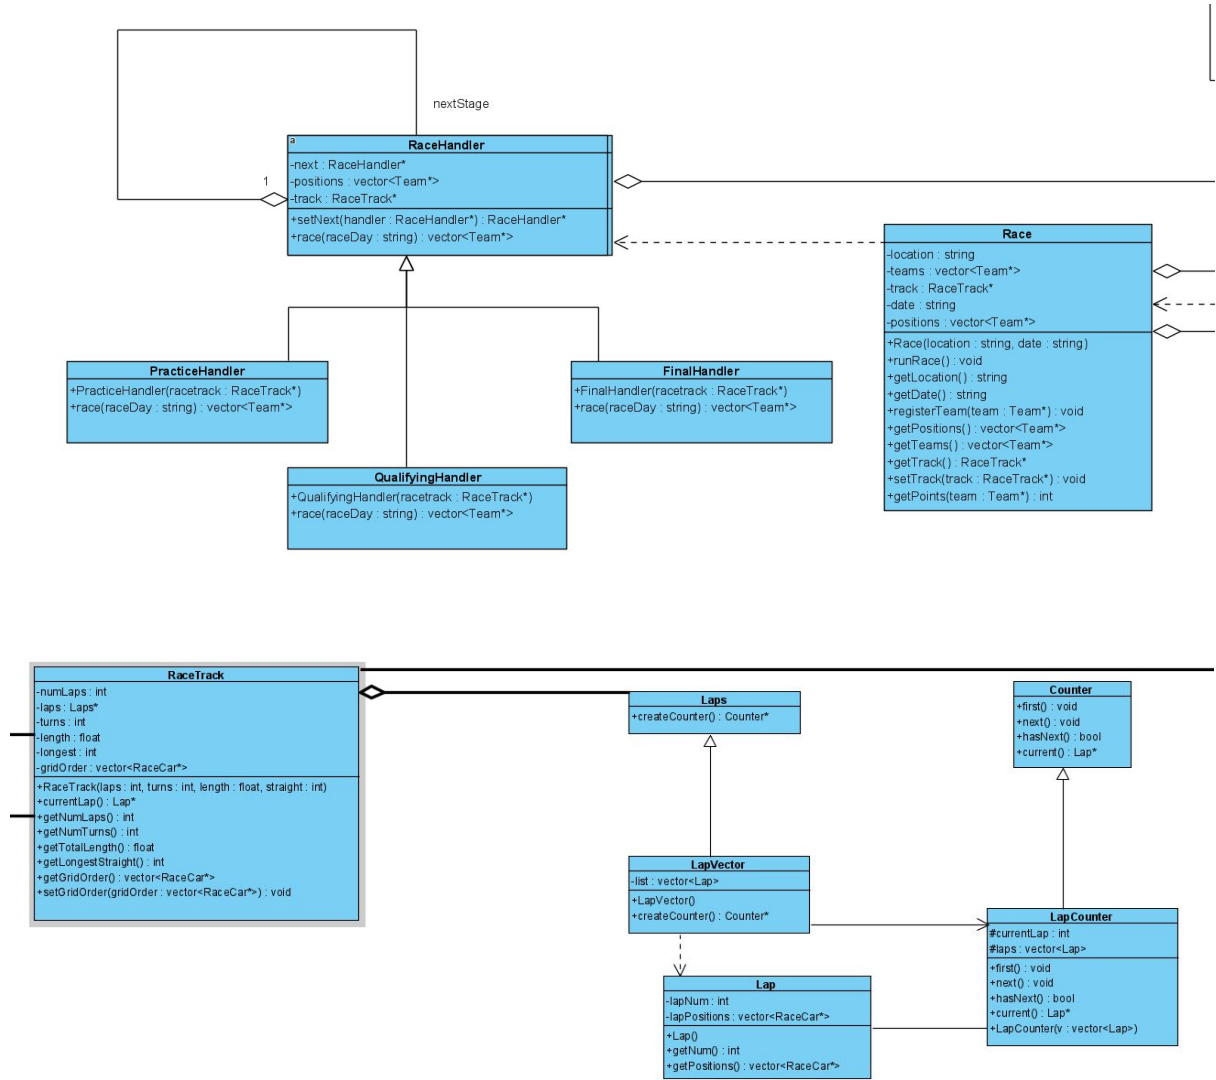 nextStage
a
RaceHandler
-next : RaceHandler*
-positions : vector<Team*>
-track : RaceTrack*
+setNext(handler : RaceHandler*) : RaceHandler*
+race(raceDay : string) : vector<Team*>
1
Race
-location : string
-teams : vector<Team*>
-track : RaceTrack*
-date : string
-positions : vector<Team*>
+Race(location : string, date : string)
+runRace() : void
+getLocation() : string
+getDate() : string
+registerTeam(team : Team*) : void
+getPositions() : vector<Team*>
+getTeams() : vector<Team*>
+getTrack() : RaceTrack*
+setTrack(track : RaceTrack*) : void
+getPoints(team : Team*) : int
PracticeHandler
+PracticeHandler(racetrack : RaceTrack*)
+race(raceDay : string) : vector<Team*>
FinalHandler
+FinalHandler(racetrack : RaceTrack*)
+race(raceDay : string) : vector<Team*>
QualifyingHandler
+QualifyingHandler(racetrack : RaceTrack*)
+race(raceDay : string) : vector<Team*>
RaceTrack
-numLaps : int
-laps : Laps*
-turns : int
-length : float
-longest : int
-gridOrder : vector<RaceCar*>
+RaceTrack(laps : int, turns : int, length : float, straight : int)
+currentLap() : Lap*
+getNumLaps() : int
+getNumTurns() : int
+getTotalLength() : float
+getLongestStraight() : int
+getGridOrder() : vector<RaceCar*>
+setGridOrder(gridOrder : vector<RaceCar*>) : void
Laps
+createCounter() : Counter*
Counter
+first() : void
+next() : void
+hasNext() : bool
+current() : Lap*
LapVector
-list : vector<Lap>
+LapVector()
+createCounter() : Counter*
LapCounter
#currentLap : int
#laps : vector<Lap>
+first() : void
+next() : void
+hasNext() : bool
+current() : Lap*
+LapCounter(v : vector<Lap>)
Lap
-lapNum : int
-lapPositions : vector<RaceCar*>
+Lap()
+getNum() : int
+getPositions() : vector<RaceCar*>